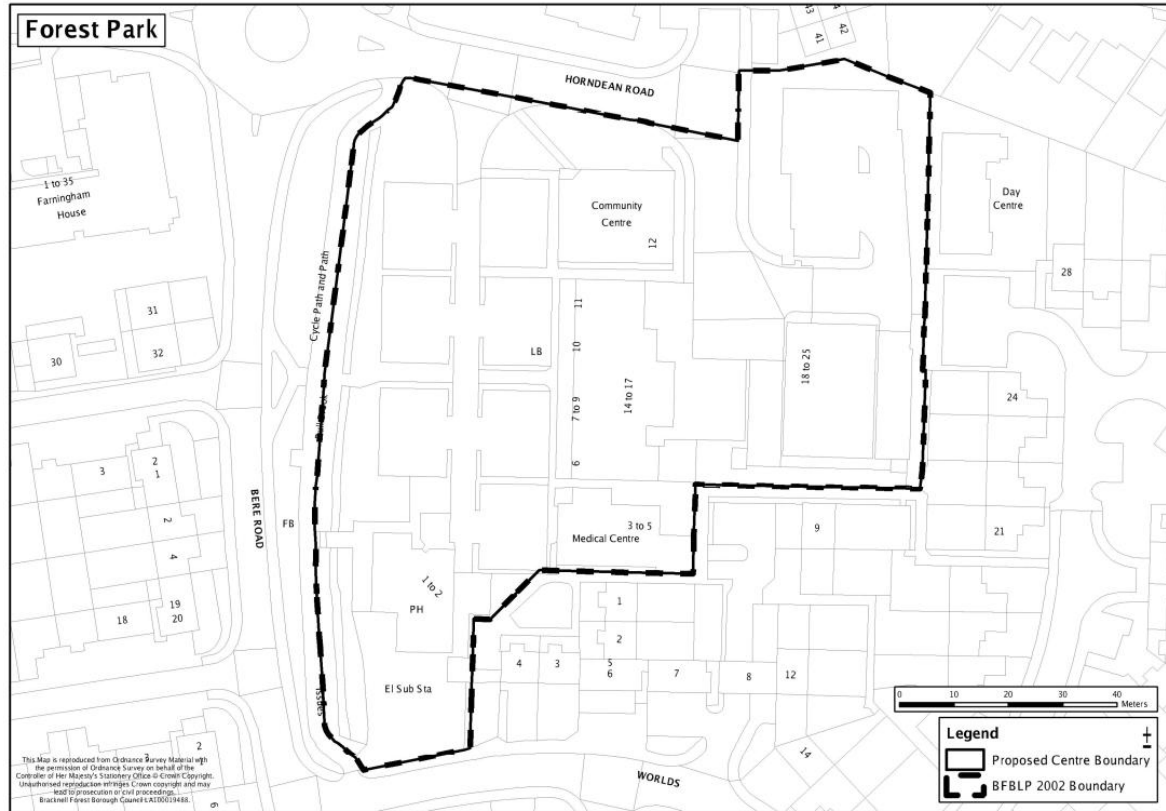 Forest Park
43
4
42
41
HORNDEAN ROAD
1 to 35
Farningham
House
Community
Centre
12
Day
Centre
28
Cycle Path and Path
31
30
32
11
LB
10
18 to 25
14 to 17
7 to 9
24
6
3
2
1
2
4
BERE ROAD
FB
3 to 5
Medical Centre
9
21
1 to 2
PH
1
2
19
20
18
4
3
5
6
7
8
12
El Sub Sta
Issues
14
WORLDS
3
2
6
0 10 20 30 40
Meters
Legend
Proposed Centre Boundary
BFBLP 2002 Boundary
This Map is reproduced from Ordnance Survey Material with
the permission of Ordnance Survey on behalf of the
Controller of Her Majesty's Stationery Office © Crown Copyright.
Unauthorised reproduction infringes Crown copyright and may
lead to prosecution or civil proceedings.
Bracknell Forest Borough Council LA100019488.